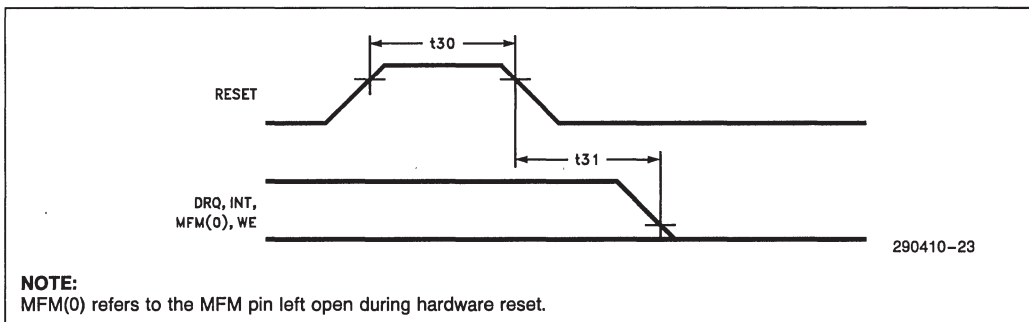 t30
RESET
t31
DRQ, INT,
MFM(0), WE
290410–23
NOTE:
MFM(0) refers to the MFM pin left open during hardware reset.